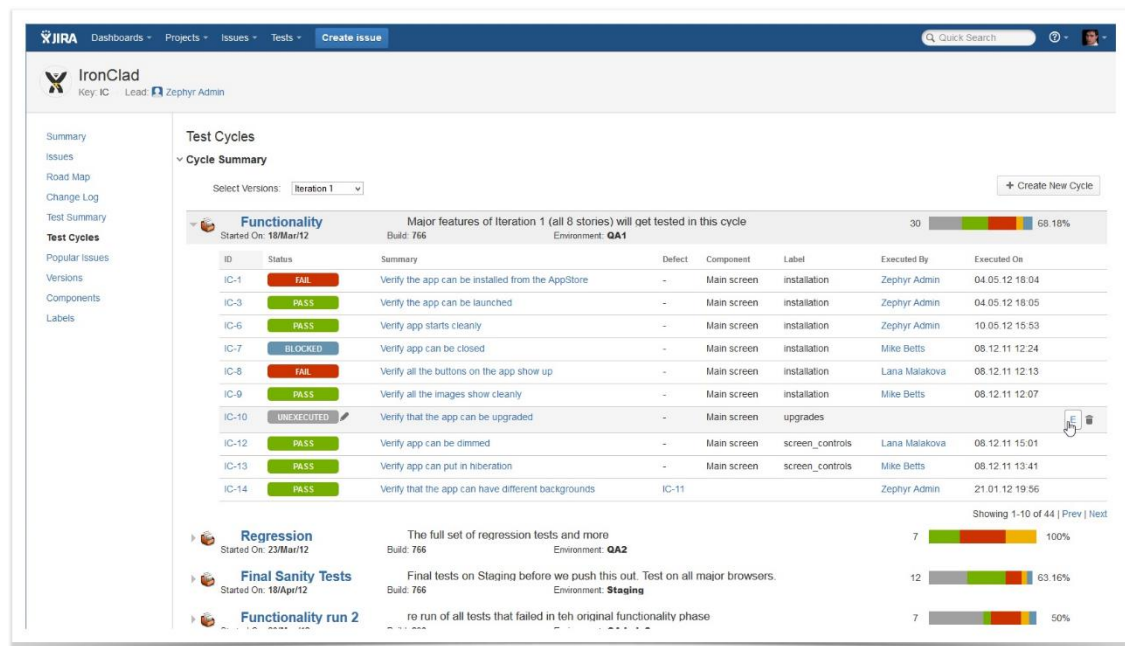 JIRA Dashboards Projects Issues Tests Create issue Quick Search
IronClad
Key: IC Lead: Zephyr Admin
Summary
Issues
Road Map
Change Log
Test Summary
Test Cycles
Popular Issues
Versions
Components
Labels
Test Cycles
Cycle Summary
Select Versions: Iteration 1
+ Create New Cycle
Functionality Major features of Iteration 1 (all 8 stories) will get tested in this cycle 30 68.18%
Started On: 18/Mar/12 Build: 766 Environment: QA1
ID Status Summary Defect Component Label Executed By Executed On
IC-1 FAIL Verify the app can be installed from the AppStore - Main screen installation Zephyr Admin 04.05.12 18:04
IC-3 PASS Verify the app can be launched - Main screen installation Zephyr Admin 04.05.12 18:05
IC-6 PASS Verify app starts cleanly - Main screen installation Zephyr Admin 10.05.12 15:53
IC-7 BLOCKED Verify app can be closed - Main screen installation Mike Betts 08.12.11 12:24
IC-8 FAIL Verify all the buttons on the app show up - Main screen installation Lana Malakova 08.12.11 12:13
IC-9 PASS Verify all the images show cleanly - Main screen installation Mike Betts 08.12.11 12:07
IC-10 UNEXECUTED Verify that the app can be upgraded - Main screen upgrades E
IC-12 PASS Verify app can be dimmed - Main screen screen_controls Lana Malakova 08.12.11 15:01
IC-13 PASS Verify app can put in hiberation - Main screen screen_controls Mike Betts 08.12.11 13:41
IC-14 PASS Verify that the app can have different backgrounds IC-11 Zephyr Admin 21.01.12 19:56
Showing 1-10 of 44 | Prev | Next
Regression The full set of regression tests and more 7 100%
Started On: 23/Mar/12 Build: 766 Environment: QA2
Final Sanity Tests Final tests on Staging before we push this out. Test on all major browsers. 12 63.16%
Started On: 18/Apr/12 Build: 766 Environment: Staging
Functionality run 2 re run of all tests that failed in teh original functionality phase 7 50%